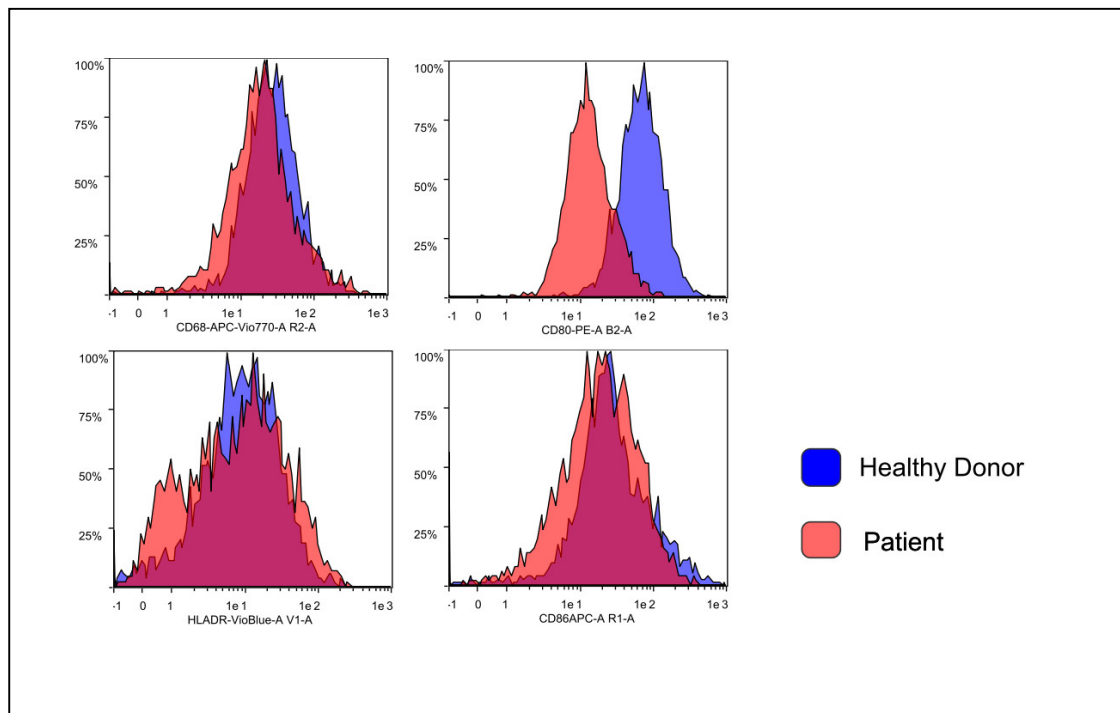 100%
75%
50%
25%
-1 0 1 1e1 1e2 1e3
CD68-APC-Vio770-A R2-A
100%
75%
50%
25%
-1 0 1 1e1 1e2 1e3
CD80-PE-A B2-A
100%
75%
50%
25%
-1 0 1 1e1 1e2 1e3
HLADR-VioBlue-A V1-A
100%
75%
50%
25%
-1 0 1 1e1 1e2 1e3
CD86APC-A R1-A
Healthy Donor
Patient